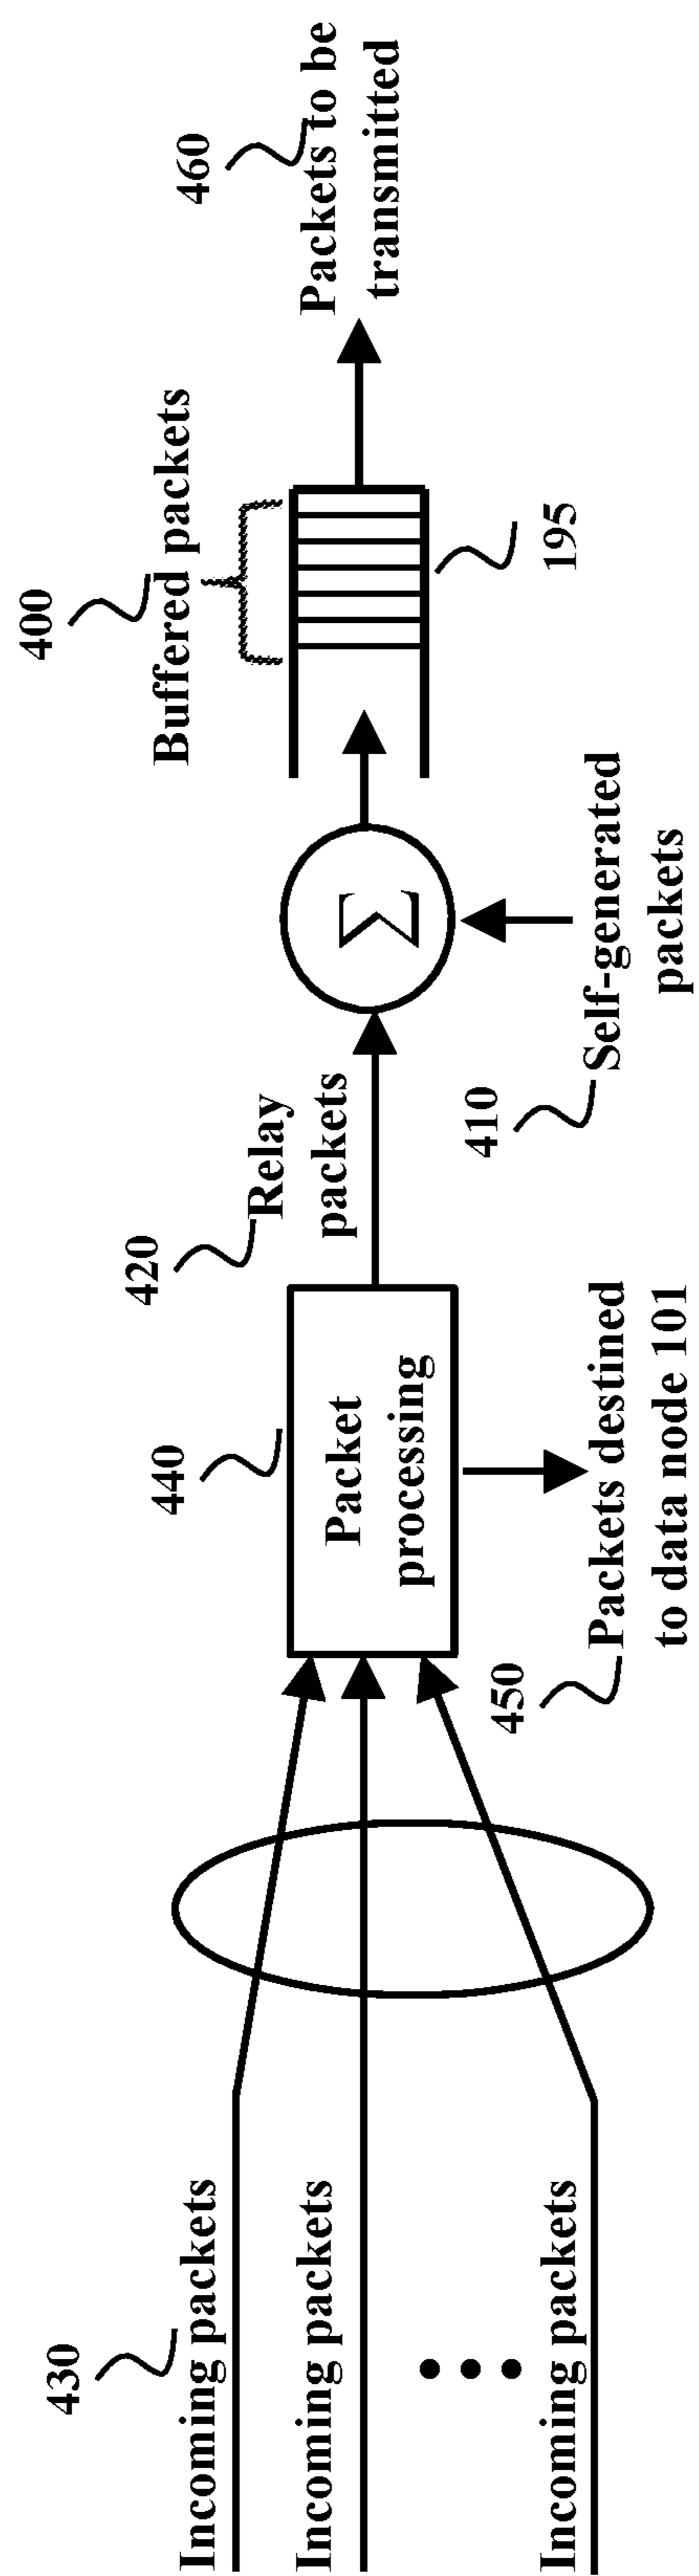 430
Incoming packets
Incoming packets
Incoming packets
440
Packet
processing
450
Packets destined
to data node 101
420
Relay
packets
Σ
410
Self-generated
packets
400
Buffered packets
195
460
Packets to be
transmitted